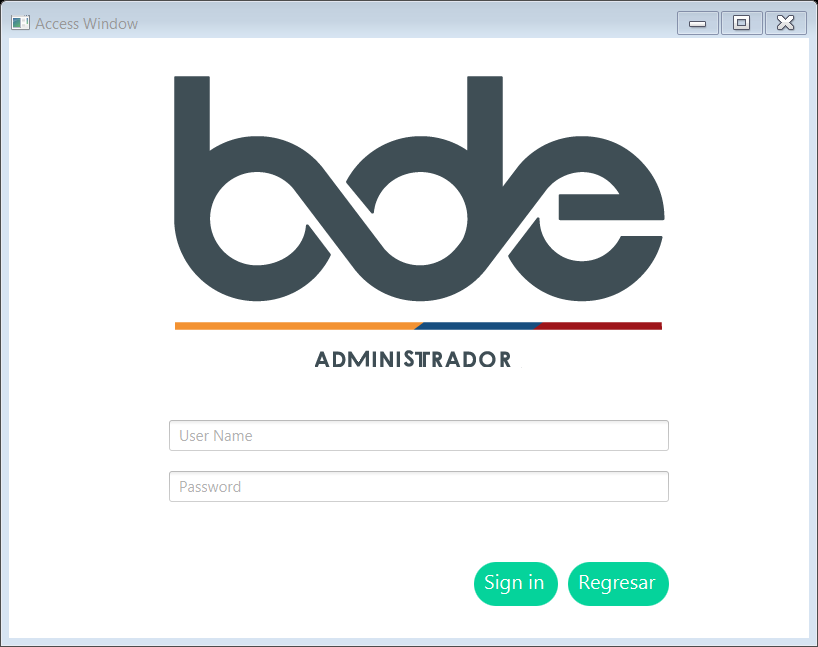 Access Window
bde
ADMINISTRADOR
User Name
Password
Sign in Regresar